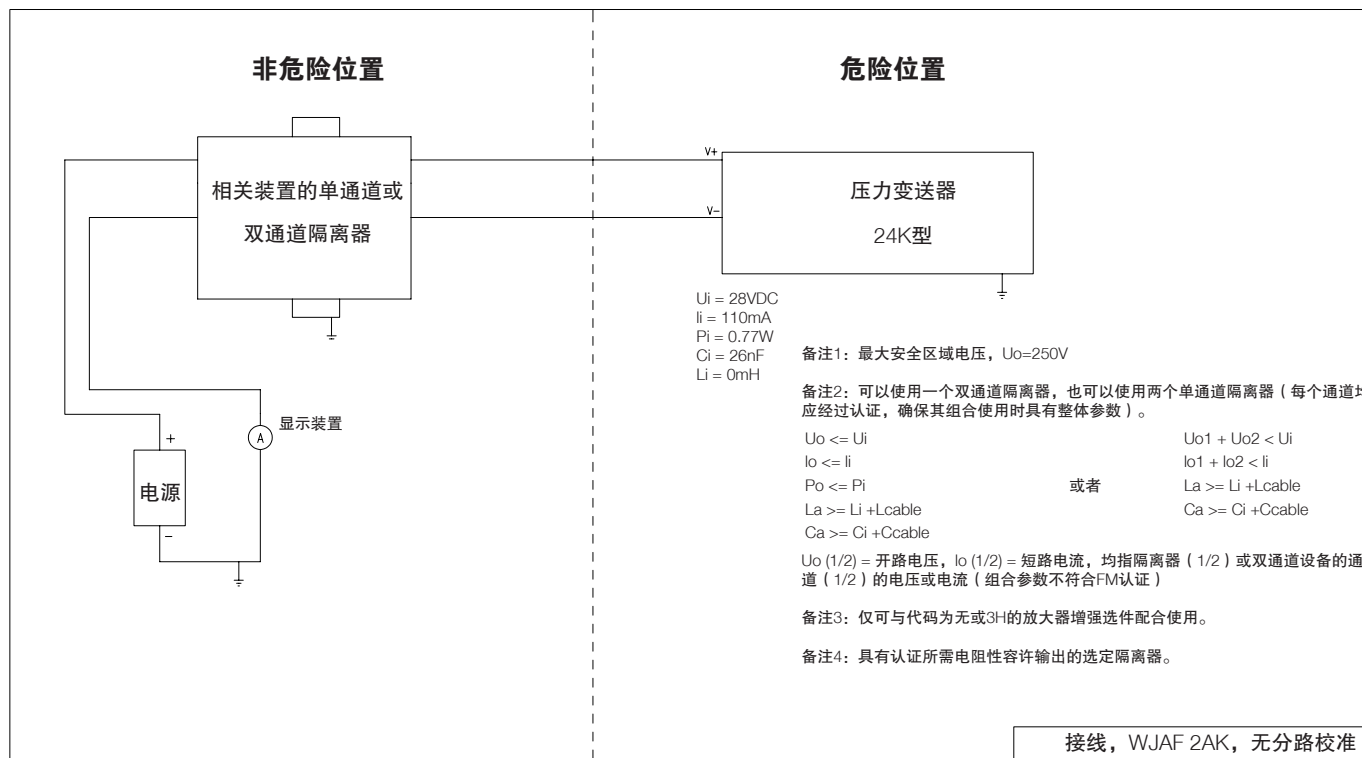 非危险位置
危险位置
相关装置的单通道或
双通道隔离器
V+
V-
压力变送器
24K型
Ui = 28VDC
Ii = 110mA
Pi = 0.77W
Ci = 26nF
Li = 0mH
显示装置
A
+
电源
-
备注1：最大安全区域电压，Uo=250V
备注2：可以使用一个双通道隔离器，也可以使用两个单通道隔离器（每个通道均
应经过认证，确保其组合使用时具有整体参数）。
Uo <= Ui
Io <= Ii
Po <= Pi
La >= Li +Lcable
Ca >= Ci +Ccable
或者
Uo1 + Uo2 < Ui
Io1 + Io2 < Ii
La >= Li +Lcable
Ca >= Ci +Ccable
Uo (1/2) = 开路电压，Io (1/2) = 短路电流，均指隔离器（1/2）或双通道设备的通
道（1/2）的电压或电流（组合参数不符合FM认证）
备注3：仅可与代码为无或3H的放大器增强选件配合使用。
备注4：具有认证所需电阻性容许输出的选定隔离器。
接线，WJAF 2AK，无分路校准